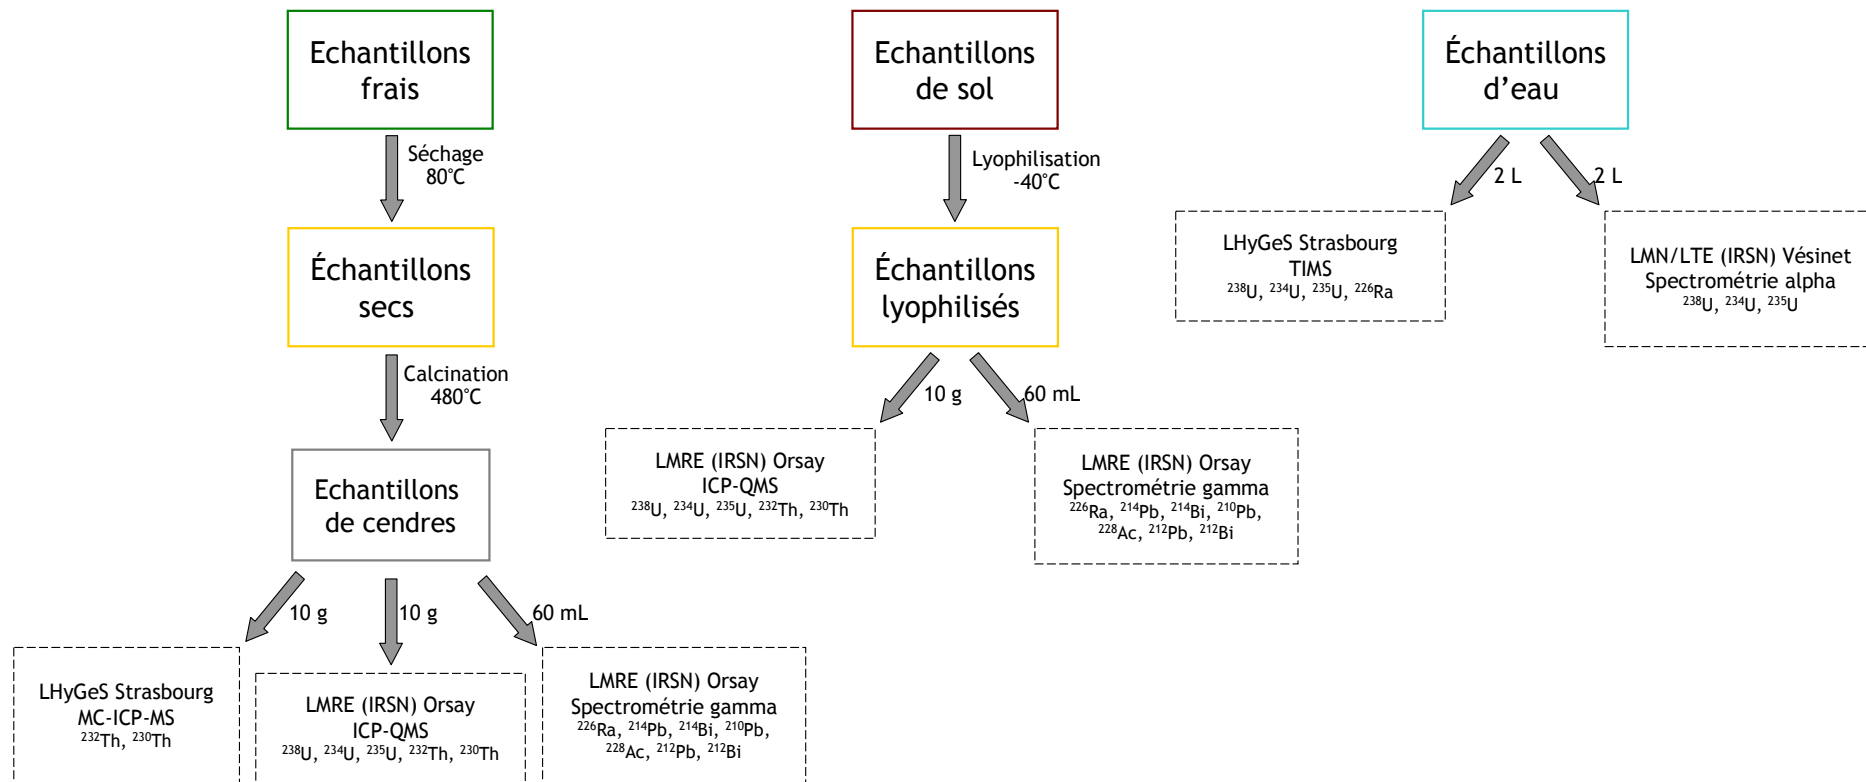 Echantillons
frais
Séchage
80°C
Échantillons
secs
Calcination
480°C
Echantillons
de cendres
10 g
10 g
60 mL
LHyGeS Strasbourg
MC-ICP-MS
²³²Th, ²³⁰Th
LMRE (IRSN) Orsay
ICP-QMS
²³⁸U, ²³⁴U, ²³⁵U, ²³²Th, ²³⁰Th
LMRE (IRSN) Orsay
Spectrométrie gamma
²²⁶Ra, ²¹⁴Pb, ²¹⁴Bi, ²¹⁰Pb,
²²⁸Ac, ²¹²Pb, ²¹²Bi
Echantillons
de sol
Lyophilisation
-40°C
Échantillons
lyophilisés
10 g
60 mL
LMRE (IRSN) Orsay
ICP-QMS
²³⁸U, ²³⁴U, ²³⁵U, ²³²Th, ²³⁰Th
LMRE (IRSN) Orsay
Spectrométrie gamma
²²⁶Ra, ²¹⁴Pb, ²¹⁴Bi, ²¹⁰Pb,
²²⁸Ac, ²¹²Pb, ²¹²Bi
Échantillons
d’eau
2 L
2 L
LHyGeS Strasbourg
TIMS
²³⁸U, ²³⁴U, ²³⁵U, ²²⁶Ra
LMN/LTE (IRSN) Vésinet
Spectrométrie alpha
²³⁸U, ²³⁴U, ²³⁵U